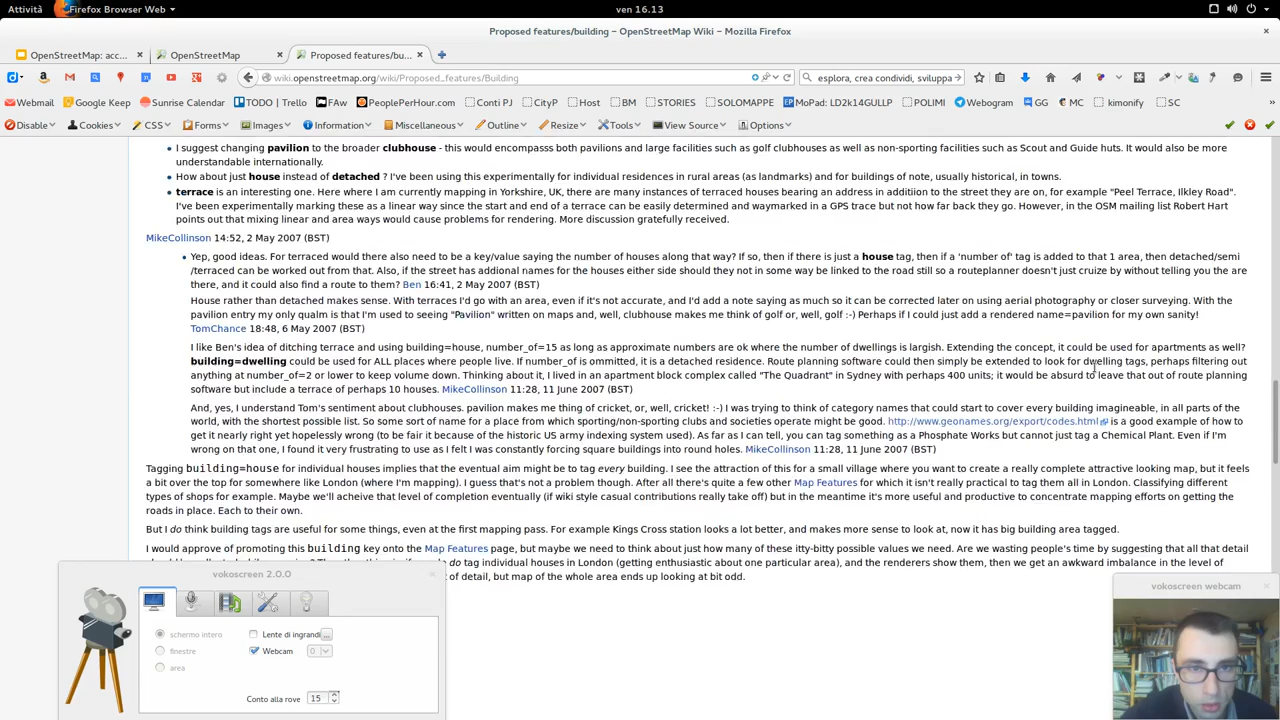 Attività Firefox Browser Web ven 16.13
Proposed features/building – OpenStreetMap Wiki – Mozilla Firefox
OpenStreetMap: acc... OpenStreetMap Proposed features/bu...
wiki.openstreetmap.org/wiki/Proposed_features/Building esplora, crea condividi, sviluppa
Webmail Google Keep Sunrise Calendar TODO | Trello FAw PeoplePerHour.com Conti PJ CityP Host BM STORIES SOLOMAPPE MoPad: LD2k14GULLP POLIMI Webogram GG MC kimonify SC
Disable Cookies CSS Forms Images Information Miscellaneous Outline Resize Tools View Source Options
I suggest changing pavilion to the broader clubhouse - this would encompass both pavilions and large facilities such as golf clubhouses as well as non-sporting facilities such as Scout and Guide huts. It would also be more
understandable internationally.
How about just house instead of detached ? I've been using this experimentally for individual residences in rural areas (as landmarks) and for buildings of note, usually historical, in towns.
terrace is an interesting one. Here where I am currently mapping in Yorkshire, UK, there are many instances of terraced houses bearing an address in additiion to the street they are on, for example "Peel Terrace, Ilkley Road".
I've been experimentally marking these as a linear way since the start and end of a terrace can be easily determined and waymarked in a GPS trace but not how far back they go. However, in the OSM mailing list Robert Hart
points out that mixing linear and area ways would cause problems for rendering. More discussion gratefully received.
MikeCollinson 14:52, 2 May 2007 (BST)
Yep, good ideas. For terraced would there also need to be a key/value saying the number of houses along that way? If so, then if there is just a house tag, then if a 'number of' tag is added to that 1 area, then detached/semi
/terraced can be worked out from that. Also, if the street has addional names for the houses either side should they not in some way be linked to the road still so a routeplanner doesn't just cruize by without telling you the are
there, and it could also find a route to them? Ben 16:41, 2 May 2007 (BST)
House rather than detached makes sense. With terraces I'd go with an area, even if it's not accurate, and I'd add a note saying as much so it can be corrected later on using aerial photography or closer surveying. With the
pavilion entry my only qualm is that I'm used to seeing "Pavilion" written on maps and, well, clubhouse makes me think of golf or, well, golf :-) Perhaps if I could just add a rendered name=pavilion for my own sanity!
TomChance 18:48, 6 May 2007 (BST)
I like Ben's idea of ditching terrace and using building=house, number_of=15 as long as approximate numbers are ok where the number of dwellings is largish. Extending the concept, it could be used for apartments as well?
building=dwelling could be used for ALL places where people live. If number_of is ommitted, it is a detached residence. Route planning software could then simply be extended to look for dwelling tags, perhaps filtering out
anything at number_of=2 or lower to keep volume down. Thinking about it, I lived in an apartment block complex called "The Quadrant" in Sydney with perhaps 400 units; it would be absurd to leave that out of route planning
software but include a terrace of perhaps 10 houses. MikeCollinson 11:28, 11 June 2007 (BST)
And, yes, I understand Tom's sentiment about clubhouses. pavilion makes me thing of cricket, or, well, cricket! :-) I was trying to think of category names that could start to cover every building imagineable, in all parts of the
world, with the shortest possible list. So some sort of name for a place from which sporting/non-sporting clubs and societies operate might be good. http://www.geonames.org/export/codes.html is a good example of how to
get it nearly right yet hopelessly wrong (to be fair it because of the historic US army indexing system used). As far as I can tell, you can tag something as a Phosphate Works but cannot just tag a Chemical Plant. Even if I'm
wrong on that one, I found it very frustrating to use as I felt I was constantly forcing square buildings into round holes. MikeCollinson 11:28, 11 June 2007 (BST)
Tagging building=house for individual houses implies that the eventual aim might be to tag every building. I see the attraction of this for a small village where you want to create a really complete attractive looking map, but it feels
a bit over the top for somewhere like London (where I'm mapping). I guess that's not a problem though. After all there's quite a few other Map Features for which it isn't really practical to tag them all in London. Classifying different
types of shops for example. Maybe we'll acheive that level of completion eventually (if wiki style casual contributions really take off) but in the meantime it's more useful and productive to concentrate mapping efforts on getting the
roads in place. Each to their own.
But I do think building tags are useful for some things, even at the first mapping pass. For example Kings Cross station looks a lot better, and makes more sense to look at, now it has big building area tagged.
I would approve of promoting this building key onto the Map Features page, but maybe we need to think about just how many of these itty-bitty possible values we need. Are we wasting people's time by suggesting that all that detail
do tag individual houses in London (getting enthusiastic about one particular area), and the renderers show them, then we get an awkward imbalance in the level of
of detail, but map of the whole area ends up looking at bit odd.
vokoscreen 2.0.0
schermo intero
finestre
area
Lente di ingrandi ...
Webcam 0
Conto alla rove 15
vokoscreen webcam